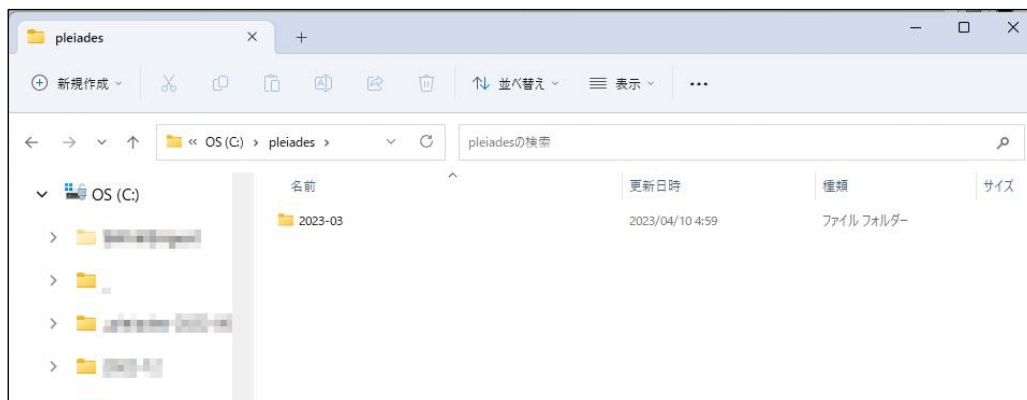 pleiades
新規作成
並べ替え
表示
OS (C:) > pleiades >
pleiadesの検索
名前 更新日時 種類 サイズ
OS (C:)
2023-03 2023/04/10 4:59 ファイル フォルダー